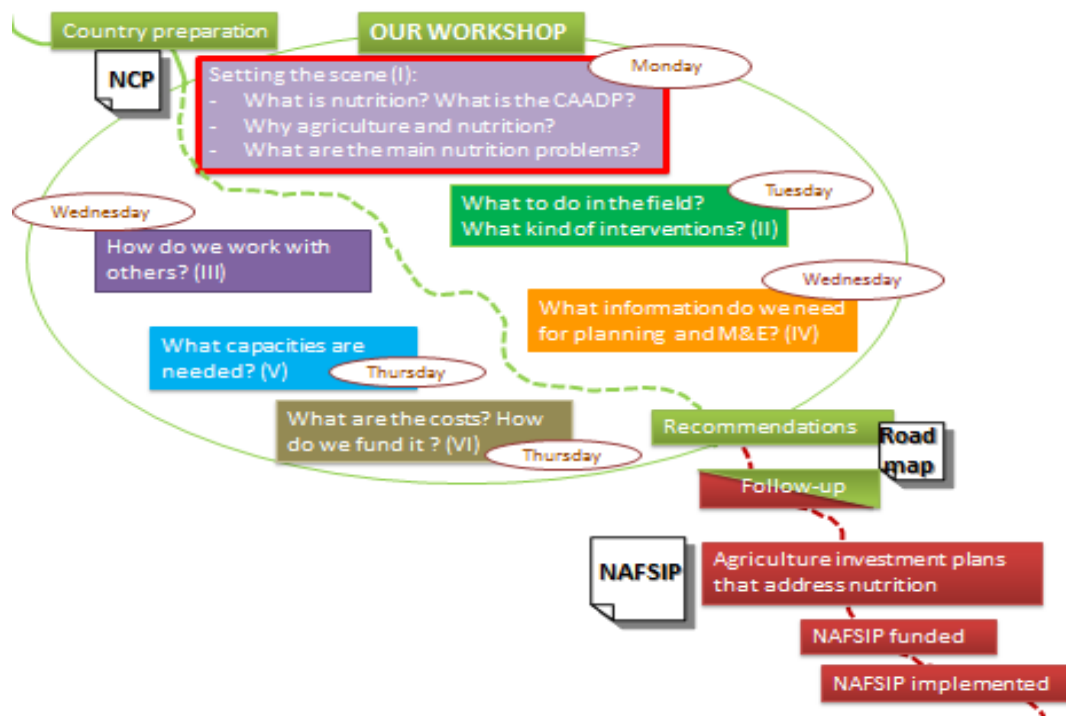 Country preparation
OUR WORKSHOP
NCP
Monday
Setting the scene (I):
- What is nutrition? What is the CAADP?
- Why agriculture and nutrition?
- What are the main nutrition problems?
Tuesday
What to do in the field?
What kind of interventions? (II)
Wednesday
How do we work with
others? (III)
Wednesday
What information do we need
for planning and M&E? (IV)
What capacities are
needed? (V)
Thursday
What are the costs? How
do we fund it ? (VI)
Thursday
Recommendations
Road
map
Follow-up
NAFSIP
Agriculture investment plans
that address nutrition
NAFSIP funded
NAFSIP implemented